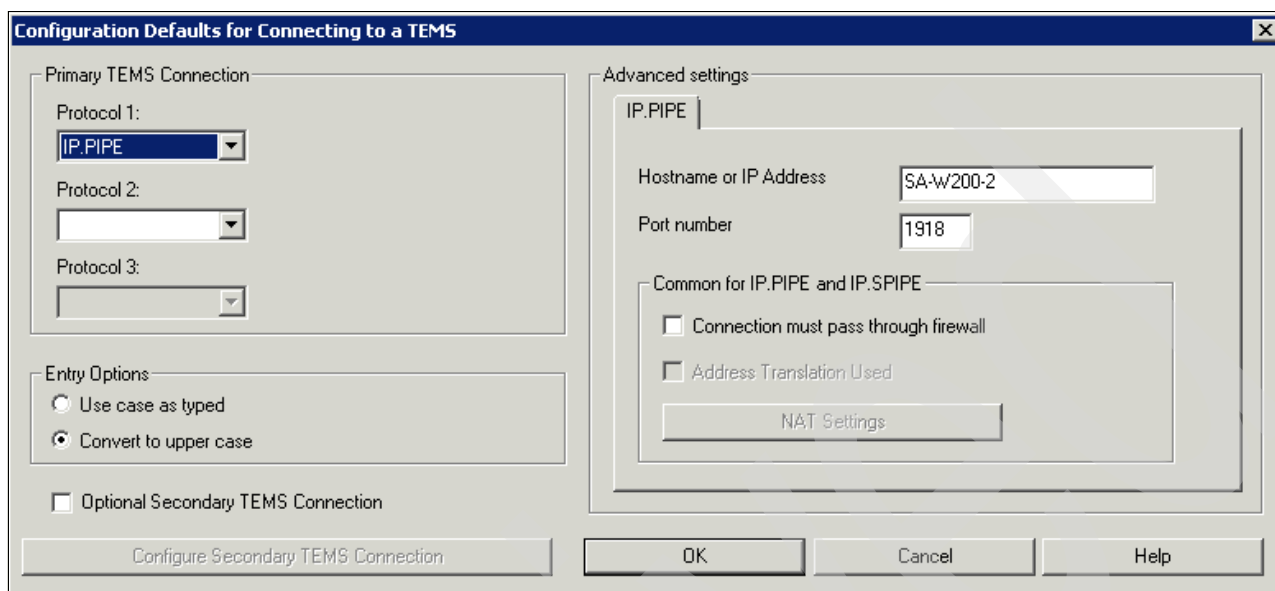 Configuration Defaults for Connecting to a TEMS
Primary TEMS Connection
Protocol 1:
IP.PIPE
Protocol 2:
Protocol 3:
Entry Options
Use case as typed
Convert to upper case
Optional Secondary TEMS Connection
Configure Secondary TEMS Connection
Advanced settings
IP.PIPE
Hostname or IP Address
SA-W200-2
Port number
1918
Common for IP.PIPE and IP.SPIPE
Connection must pass through firewall
Address Translation Used
NAT Settings
OK
Cancel
Help